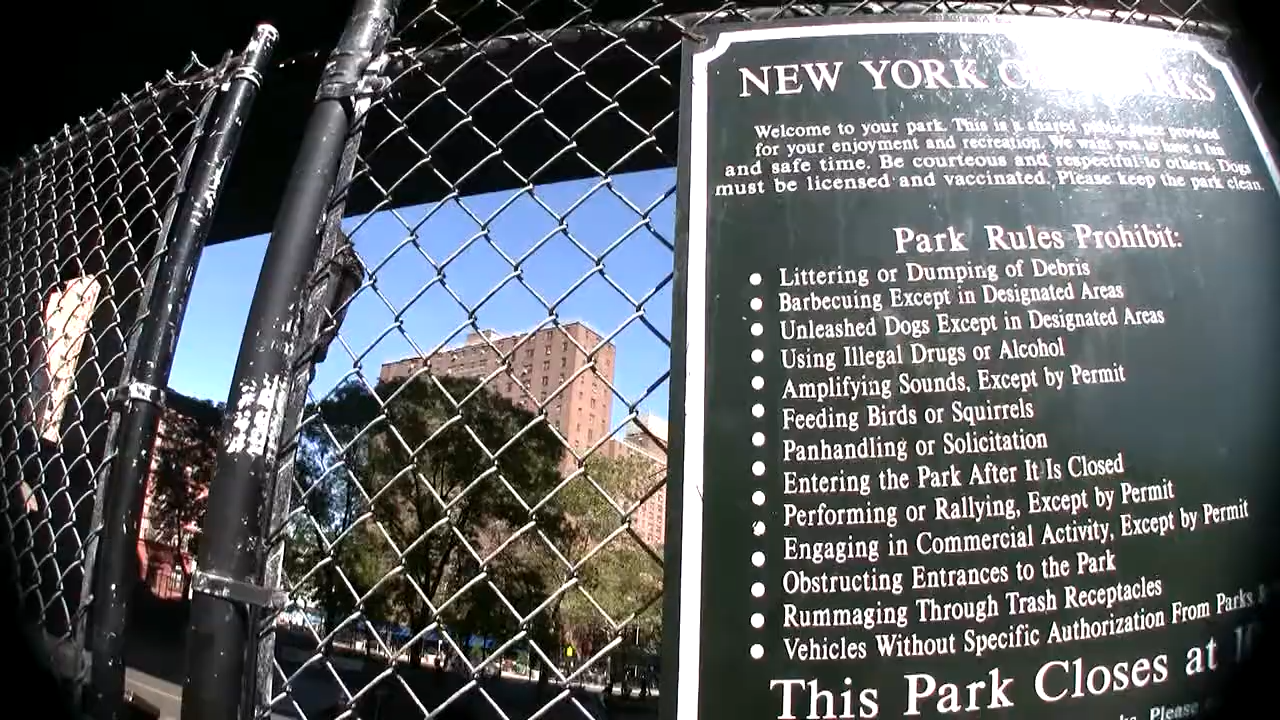 NEW YORK C RKS
Welcome to your park. This is a shared public space provided
for your enjoyment and recreation. We want you to have a fun
and safe time. Be courteous and respectful to others. Dogs
must be licensed and vaccinated. Please keep the park clean.
Park Rules Prohibit:
• Littering or Dumping of Debris
• Barbecuing Except in Designated Areas
• Unleashed Dogs Except in Designated Areas
• Using Illegal Drugs or Alcohol
• Amplifying Sounds, Except by Permit
• Feeding Birds or Squirrels
• Panhandling or Solicitation
• Entering the Park After It Is Closed
• Performing or Rallying, Except by Permit
• Engaging in Commercial Activity, Except by Permit
• Obstructing Entrances to the Park
• Rummaging Through Trash Receptacles
• Vehicles Without Specific Authorization From Parks
This Park Closes at
Please